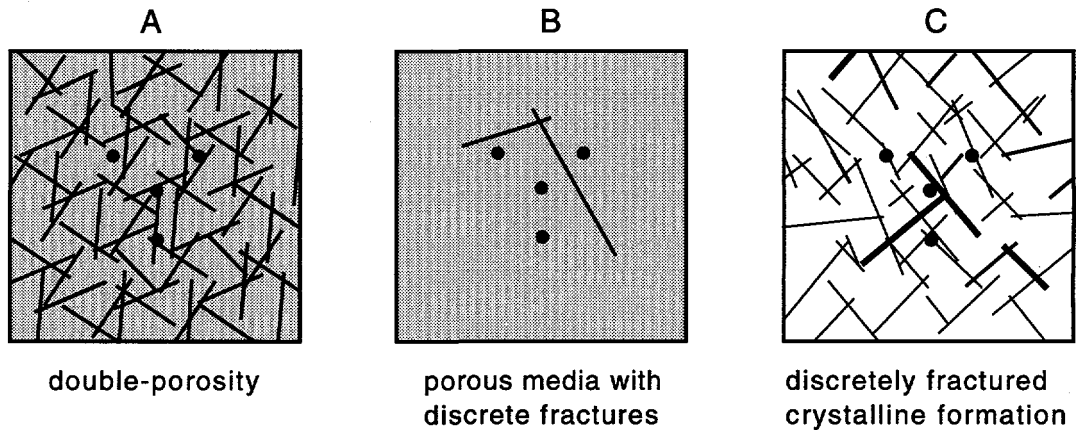 A
B
C
double-porosity
porous media with
discrete fractures
discretely fractured
crystalline formation